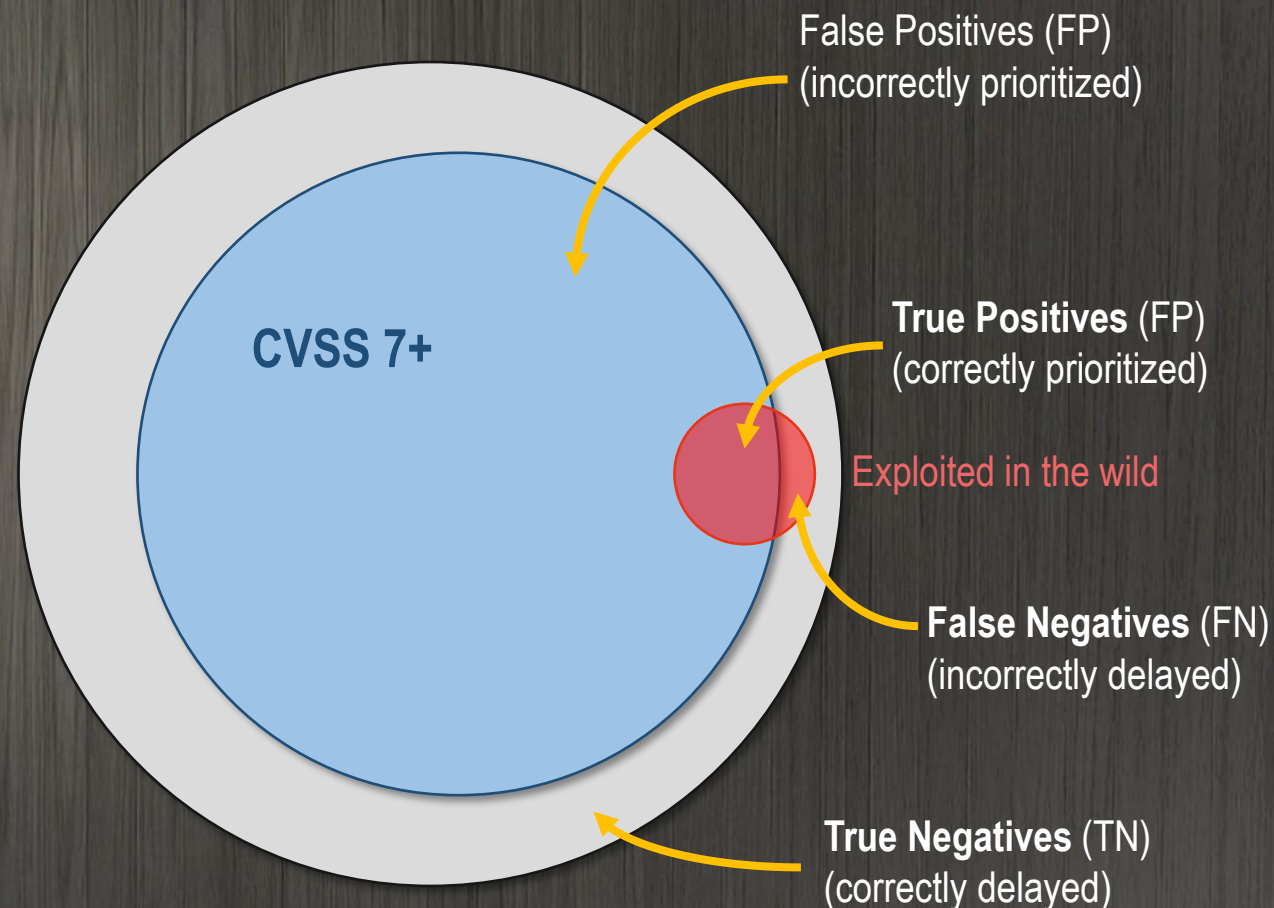 False Positives (FP)
(incorrectly prioritized)
CVSS 7+
True Positives (FP)
(correctly prioritized)
Exploited in the wild
False Negatives (FN)
(incorrectly delayed)
True Negatives (TN)
(correctly delayed)